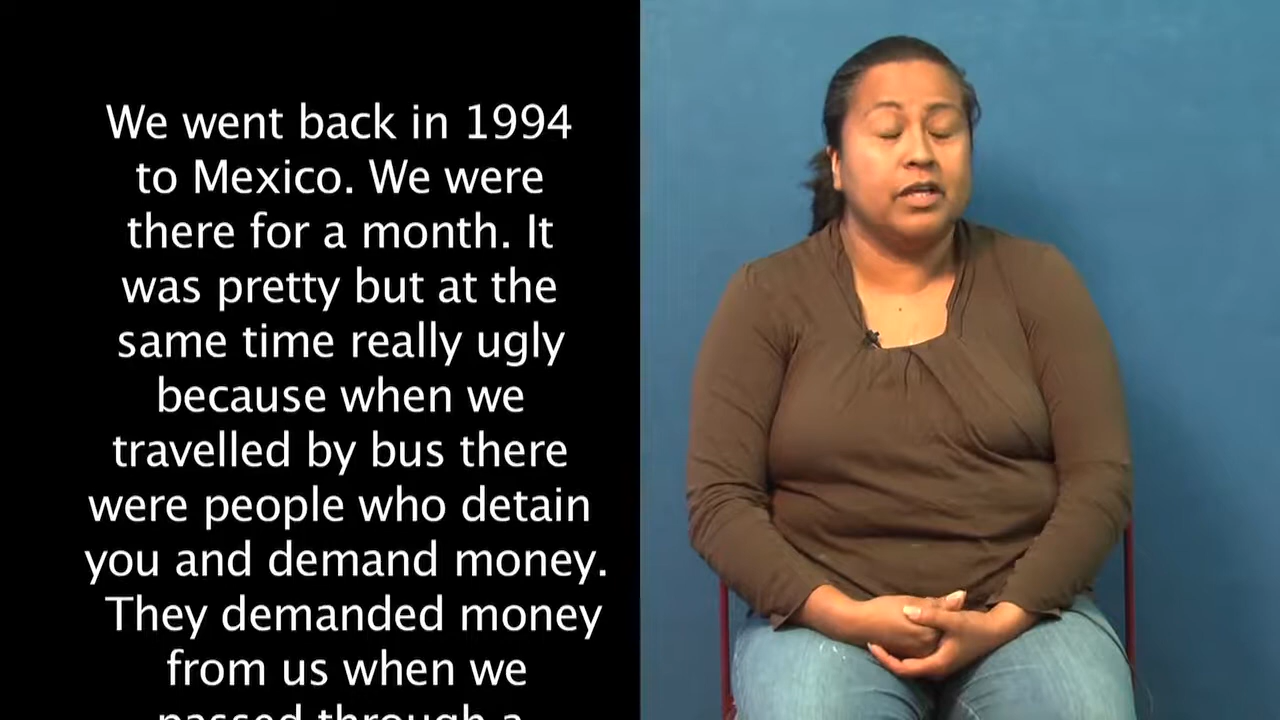 We went back in 1994
to Mexico. We were
there for a month. It
was pretty but at the
same time really ugly
because when we
travelled by bus there
were people who detain
you and demand money.
They demanded money
from us when we
passed through a